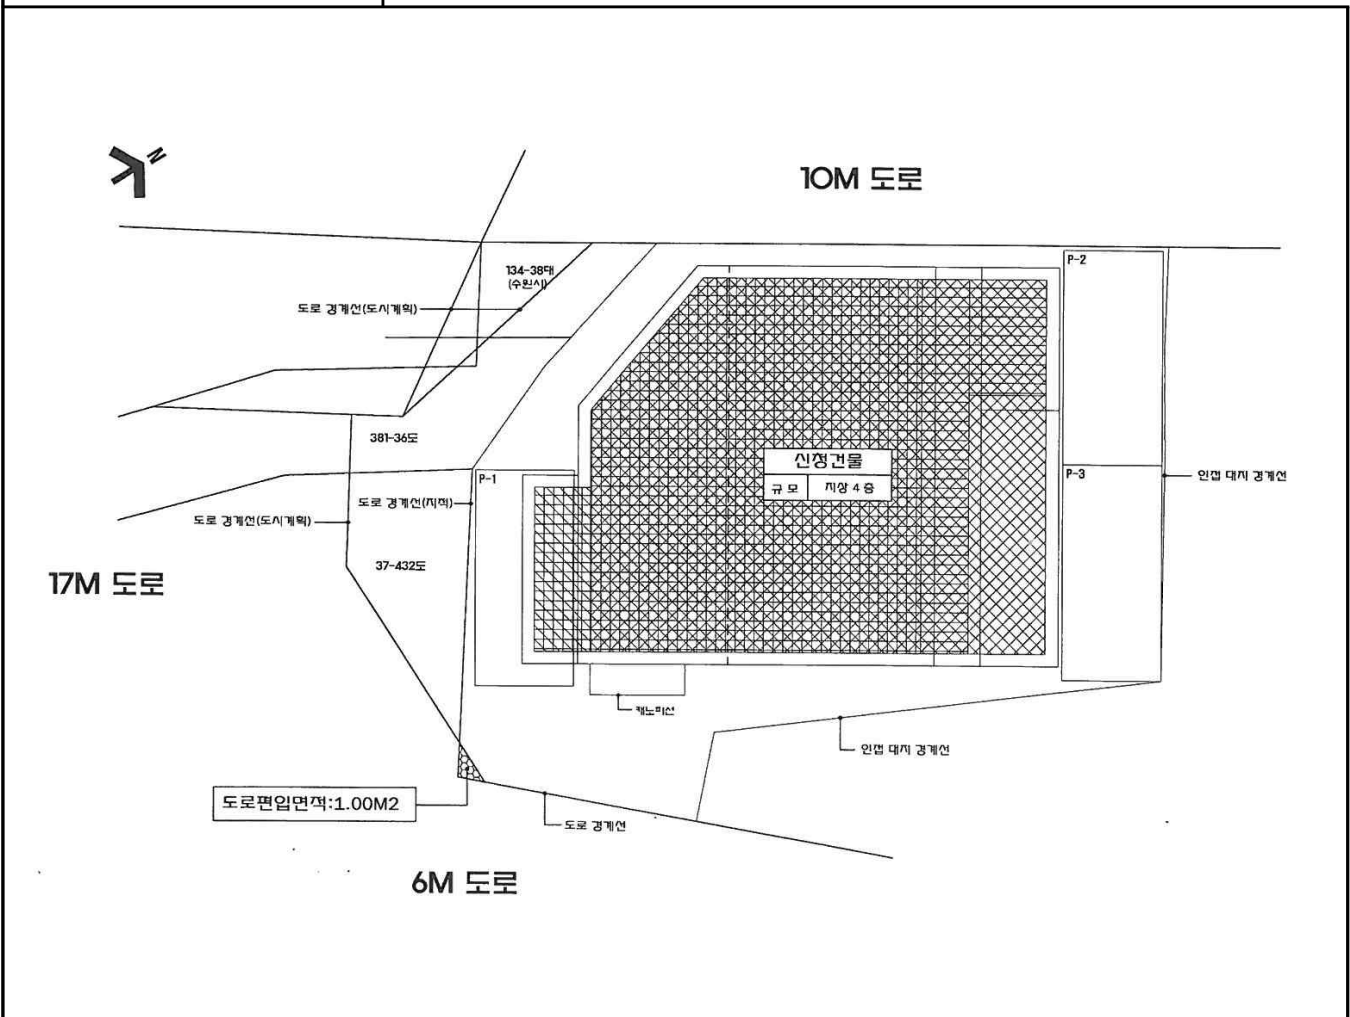 N
10M 도로
134-38대
(수원시)
도로 경계선(도시계획)
P-2
381-36도
신청건물
규 모 지상 4 층
P-1
P-3
인접 대지 경계선
도로 경계선(지적)
도로 경계선(도시계획)
37-432도
17M 도로
캐노피선
인접 대지 경계선
도로편입면적:1.00M2
도로 경계선
6M 도로